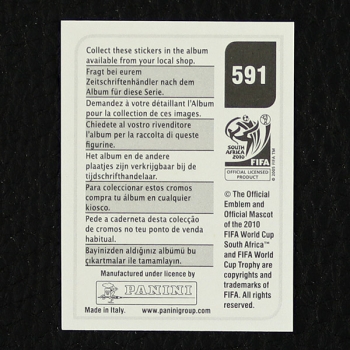 Collect these stickers in the album
available from your local shop.
Fragt bei eurem
Zeitschriftenhändler nach dem
Album für diese Serie.
Demandez à votre détaillant l'Album
pour la collection de ces images.
Chiedete al vostro rivenditore
l'album per la raccolta di queste
figurine.
Het album en de andere
plaatjes zijn verkrijgbaar bij de
tijdschrifthandelaar.
Para coleccionar estos cromos
compra tu álbum en cualquier
kiosco.
Pede a caderneta desta colecção
de cromos no teu ponto de venda
habitual.
Bayinizden aldığınız albümü bu
çıkartmalar ile tamamlayın.
Manufactured under licence by
PANINI
Made in Italy. www.paninigroup.com
591
SOUTH AFRICA
2010
FIFA
OFFICIAL LICENSED
PRODUCT
© The Official
Emblem and
Official Mascot
of the 2010
FIFA World Cup
South Africa™
and FIFA World
Cup Trophy are
copyrights and
trademarks of
FIFA. All rights
reserved.